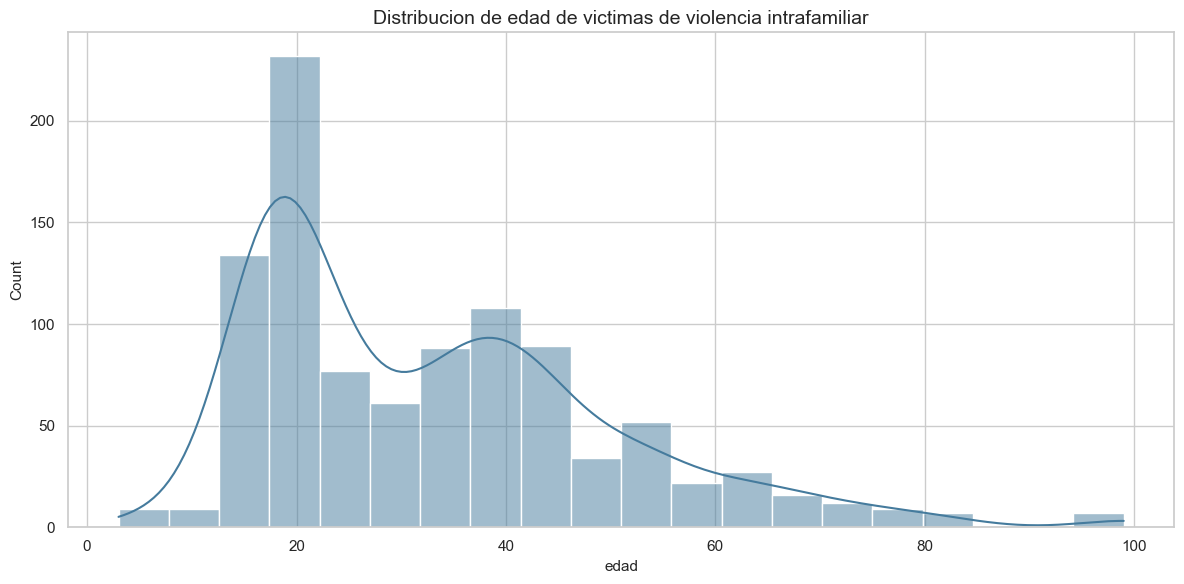 Distribucion de edad de victimas de violencia intrafamiliar
Count
200
150
100
50
0
0 20 40 60 80 100
edad